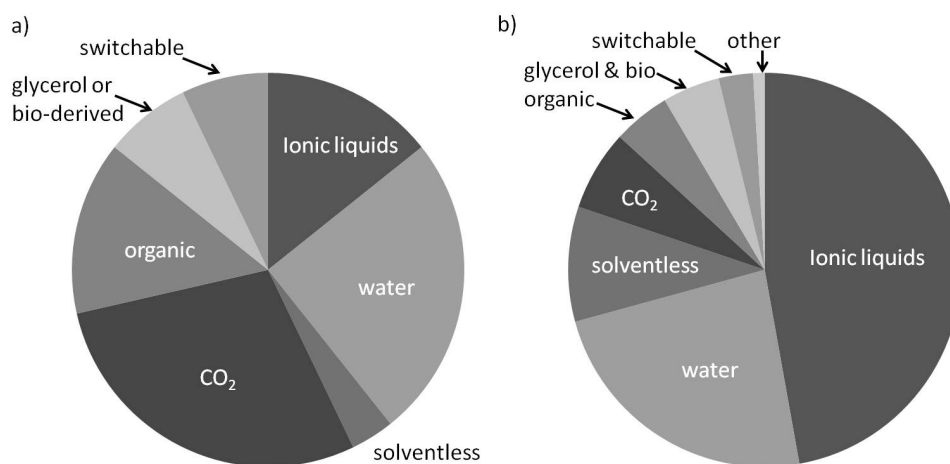 a)
switchable
glycerol or
bio-derived
Ionic liquids
organic
water
CO₂
solventless
b)
other
switchable
glycerol & bio
organic
CO₂
Ionic liquids
solventless
water